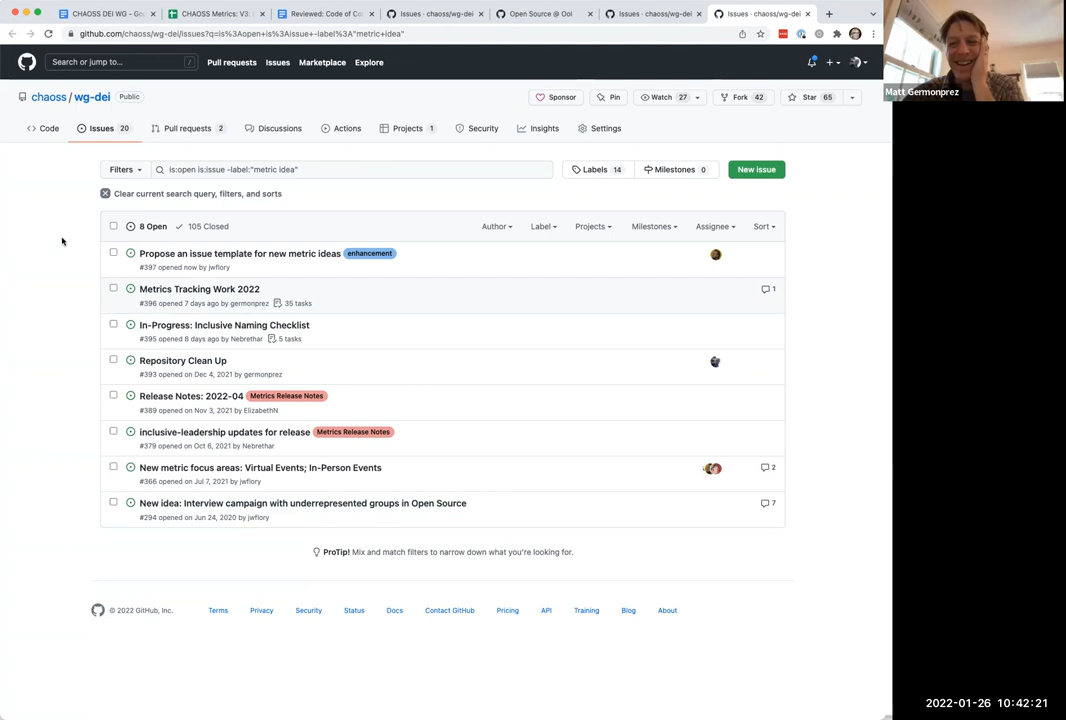 CHAOSS DEI WG - Go
CHAOSS Metrics: V3:
Reviewed: Code of Co
Issues · chaoss/wg-dei
Open Source @ Ool
Issues · chaoss/wg-dei
Issues · chaoss/wg-dei
github.com/chaoss/wg-dei/issues?q=is%3Aopen+is%3Aissue+-label%3A"metric+idea"
Search or jump to...
/
Pull requests
Issues
Marketplace
Explore
Matt Germonprez
chaoss / wg-dei
Public
Sponsor
Pin
Watch 27
Fork 42
Star 65
Code
Issues 20
Pull requests 2
Discussions
Actions
Projects 1
Security
Insights
Settings
Filters
is:open is:issue -label:"metric idea"
Labels 14
Milestones 0
New issue
Clear current search query, filters, and sorts
8 Open
105 Closed
Author
Label
Projects
Milestones
Assignee
Sort
Propose an issue template for new metric ideas enhancement
#397 opened now by jwflory
Metrics Tracking Work 2022
1
#396 opened 7 days ago by germonprez 35 tasks
In-Progress: Inclusive Naming Checklist
#395 opened 8 days ago by Nebrethar 5 tasks
Repository Clean Up
#393 opened on Dec 4, 2021 by germonprez
Release Notes: 2022-04 Metrics Release Notes
#389 opened on Nov 3, 2021 by ElizabethN
inclusive-leadership updates for release Metrics Release Notes
#379 opened on Oct 6, 2021 by Nebrethar
New metric focus areas: Virtual Events; In-Person Events
2
#366 opened on Jul 7, 2021 by jwflory
New idea: Interview campaign with underrepresented groups in Open Source
7
#294 opened on Jun 24, 2020 by jwflory
ProTip! Mix and match filters to narrow down what you're looking for.
© 2022 GitHub, Inc.
Terms
Privacy
Security
Status
Docs
Contact GitHub
Pricing
API
Training
Blog
About
2022-01-26 10:42:21